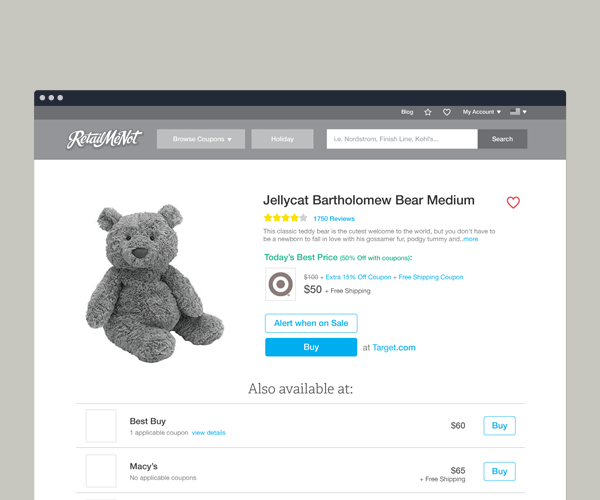 Blog My Account
RetailMeNot Browse Coupons Holiday i.e. Nordstrom, Finish Line, Kohl's... Search
Jellycat Bartholomew Bear Medium
1750 Reviews
This classic teddy bear is the cutest welcome to the world, but you don't have to
be a newborn to fall in love with his gossamer fur, podgy tummy and..more
Today's Best Price (50% Off with coupons):
$100 + Extra 15% Off Coupon + Free Shipping Coupon
$50 + Free Shipping
Alert when on Sale
Buy at Target.com
Also available at:
Best Buy
1 applicable coupon view details
$60 Buy
Macy's
No applicable coupons
$65
+ Free Shipping
Buy